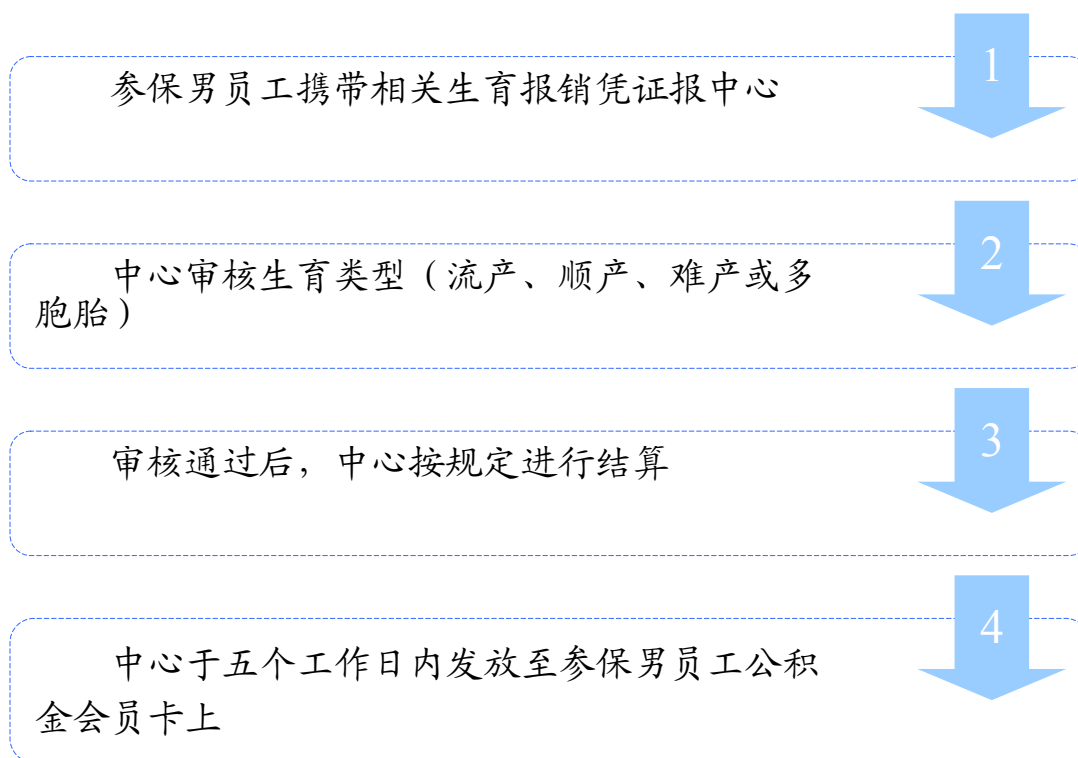 1
参保男员工携带相关生育报销凭证报中心
2
中心审核生育类型（流产、顺产、难产或多
胞胎）
3
审核通过后，中心按规定进行结算
4
中心于五个工作日内发放至参保男员工公积
金会员卡上